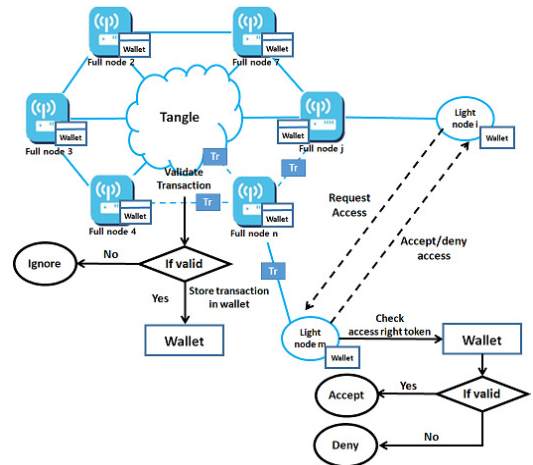 Wallet
Full node 2
Wallet
Full node 7
Tangle
Wallet
Full node 3
Wallet
Full node j
Light
node i
Wallet
Tr
Tr
Validate
Transaction
Wallet
Full node 4
Tr
Wallet
Full node n
Request
Access
Accept/deny
access
Ignore
No
If valid
Tr
Yes
Store transaction
in wallet
Wallet
Light
node m
Wallet
Check
access right token
Wallet
Accept
Yes
If valid
Deny
No